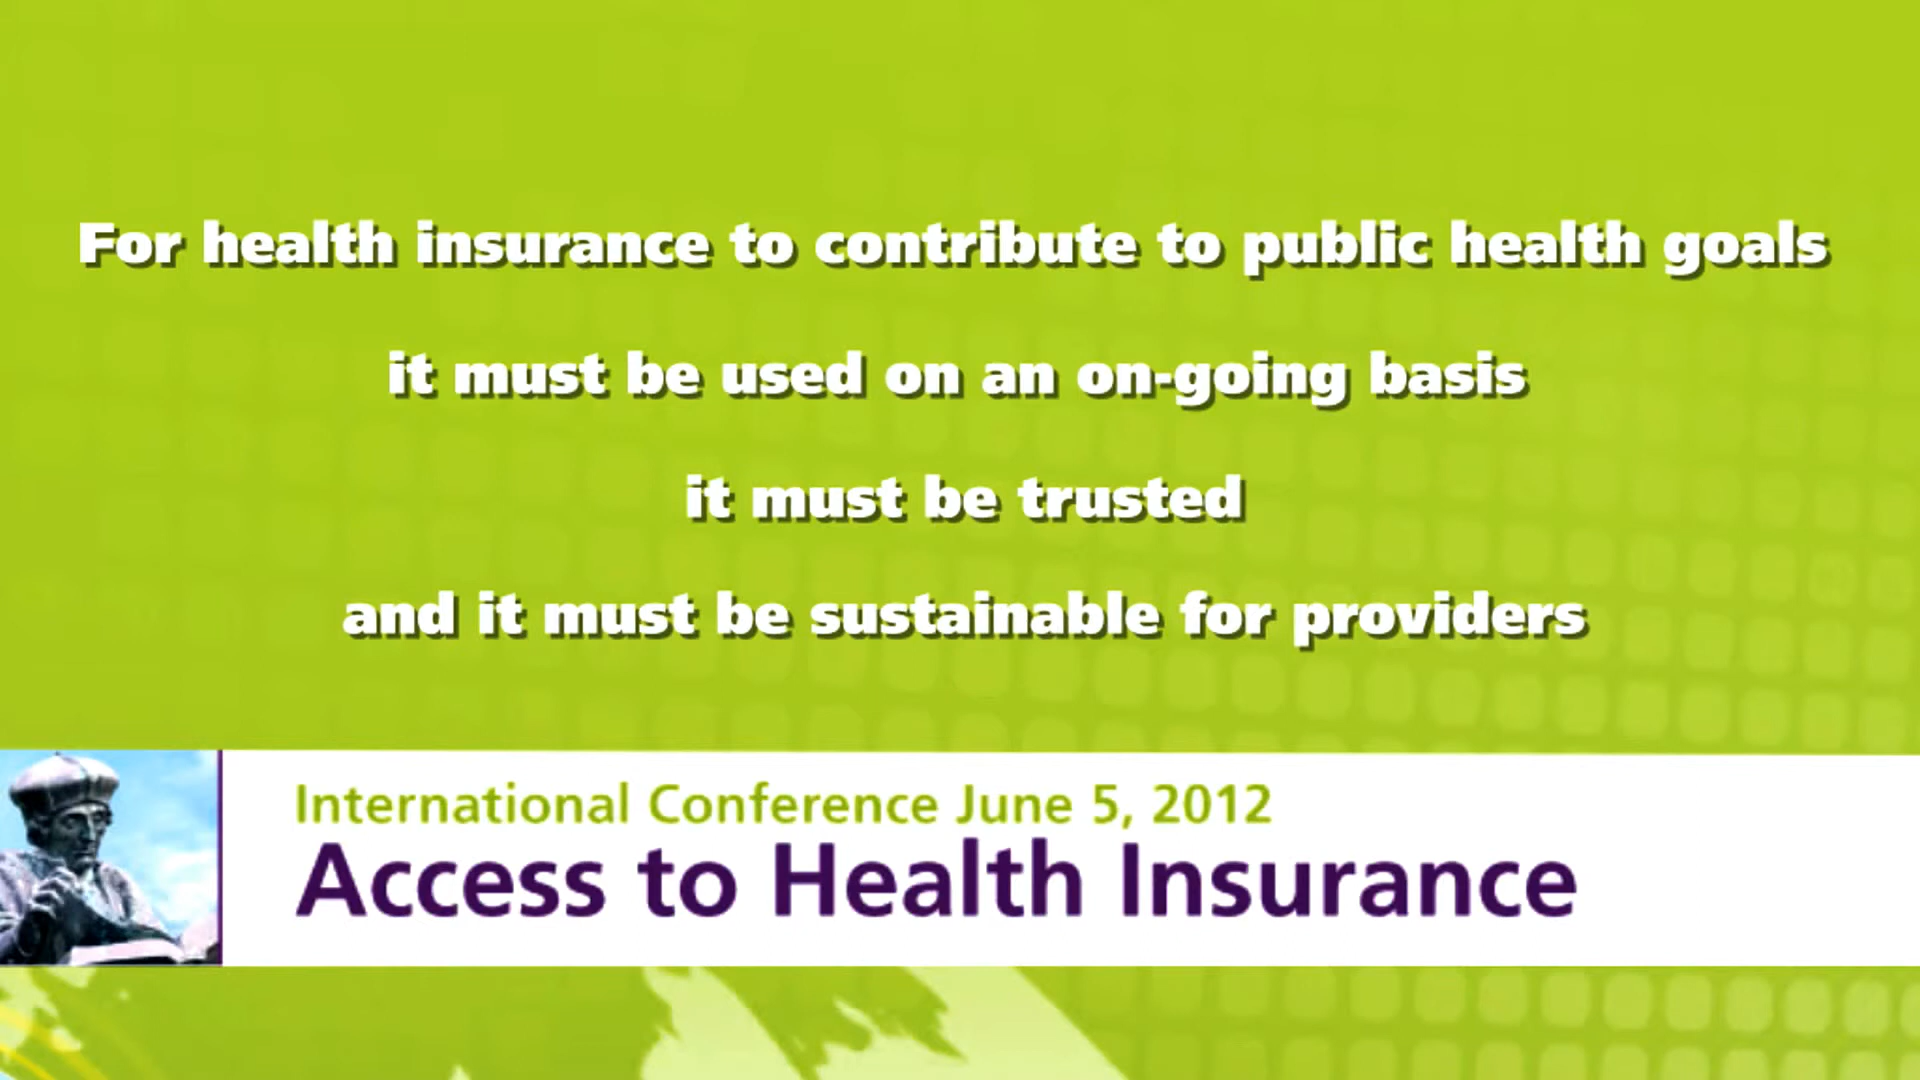 For health insurance to contribute to public health goals
it must be used on an on-going basis
it must be trusted
and it must be sustainable for providers
International Conference June 5, 2012
Access to Health Insurance